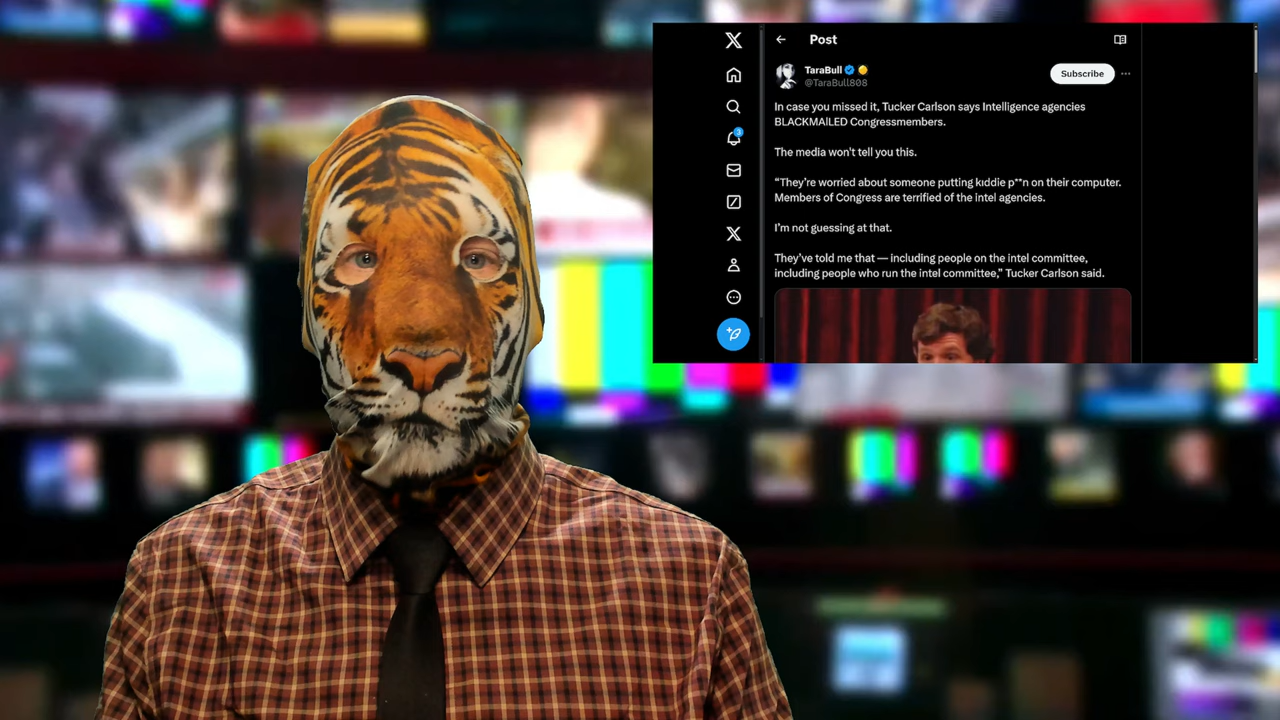 Post
TaraBull
@TaraBull808
Subscribe
In case you missed it, Tucker Carlson says Intelligence agencies
BLACKMAILED Congressmembers.
The media won't tell you this.
“They're worried about someone putting kıddie p**n on their computer.
Members of Congress are terrified of the intel agencies.
I'm not guessing at that.
They've told me that — including people on the intel committee,
including people who run the intel committee,” Tucker Carlson said.
3